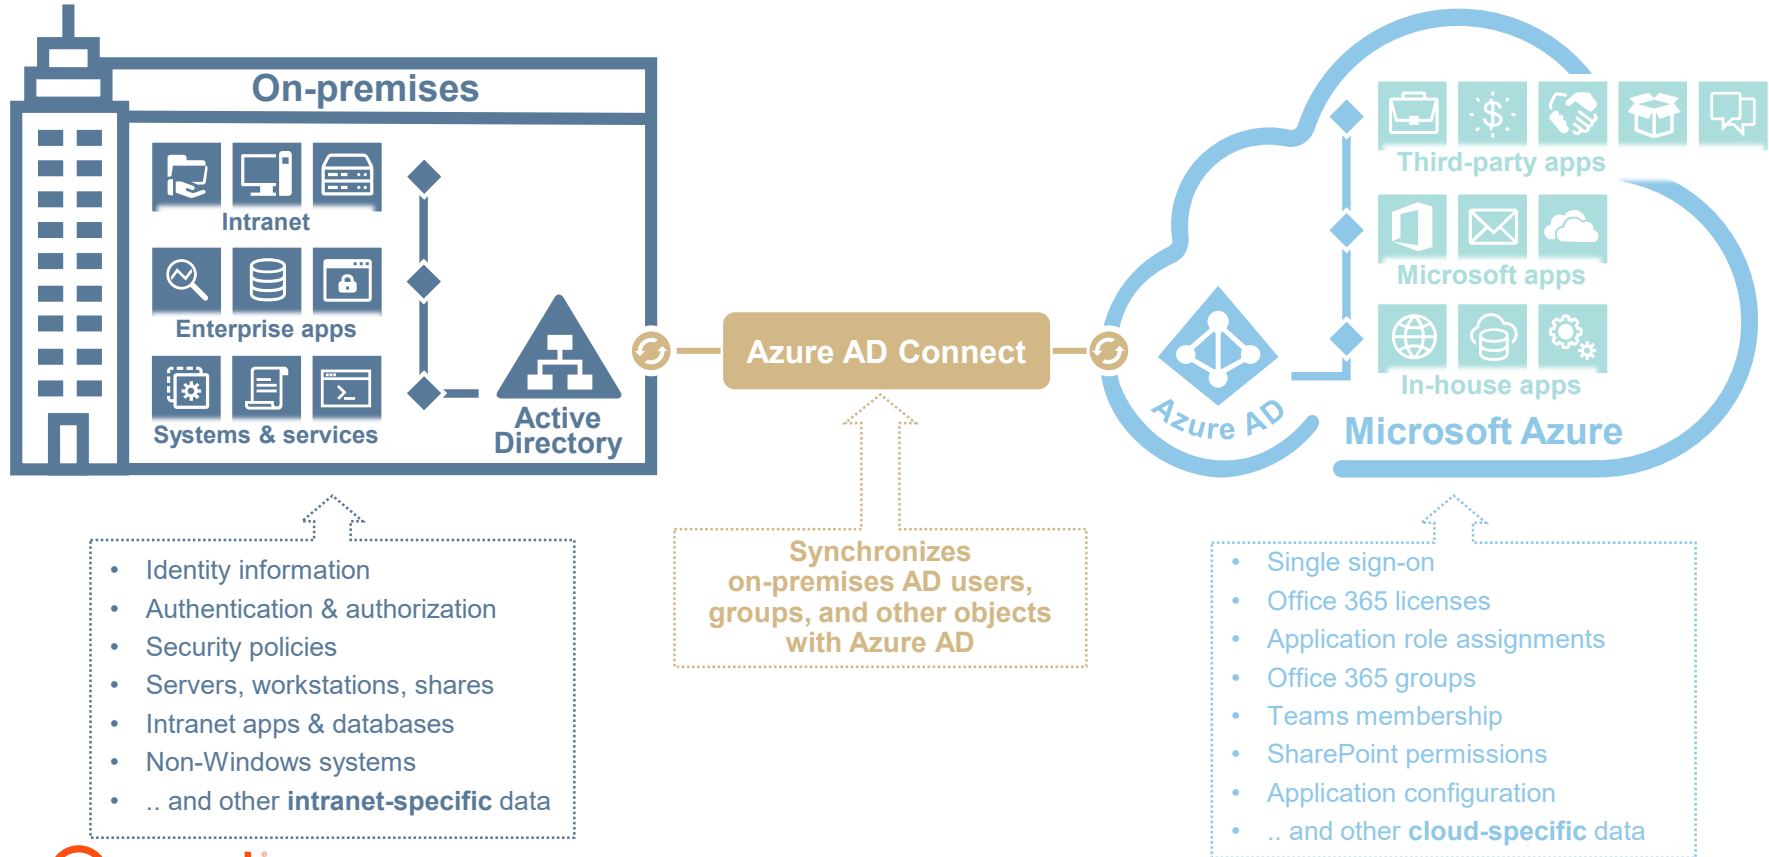 On-premises
Intranet
Enterprise apps
Systems & services
Active
Directory
Azure AD Connect
Third-party apps
Microsoft apps
In-house apps
Azure AD
Microsoft Azure
• Identity information
• Authentication & authorization
• Security policies
• Servers, workstations, shares
• Intranet apps & databases
• Non-Windows systems
• .. and other intranet-specific data
Synchronizes
on-premises AD users,
groups, and other objects
with Azure AD
• Single sign-on
• Office 365 licenses
• Application role assignments
• Office 365 groups
• Teams membership
• SharePoint permissions
• Application configuration
• .. and other cloud-specific data